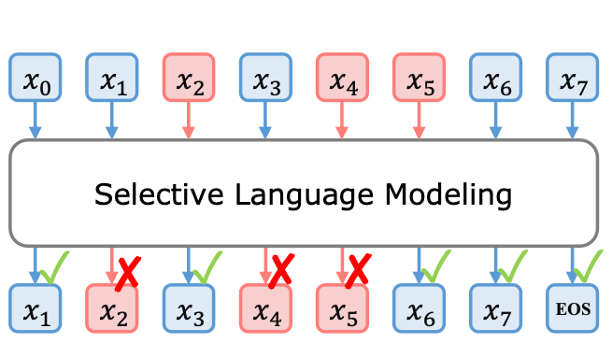 x0 x1 x2 x3 x4 x5 x6 x7
Selective Language Modeling
x1 x2 x3 x4 x5 x6 x7 EOS